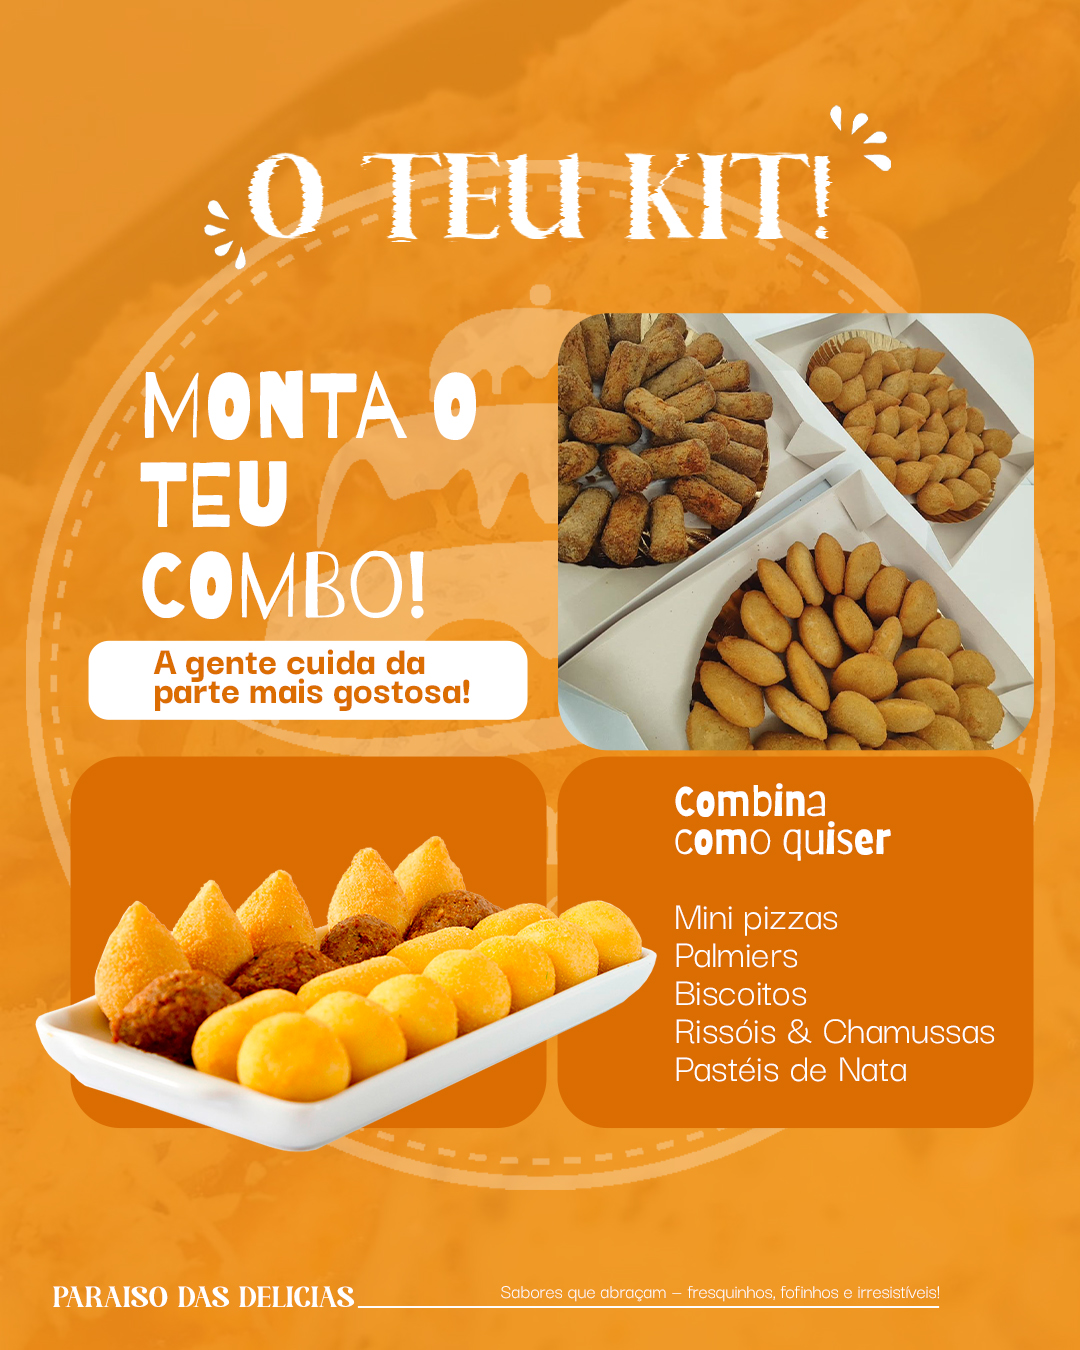 O TEU KIT!
MONTA O
TEU
COMBO!
A gente cuida da
parte mais gostosa!
Combina
como quiser
Mini pizzas
Palmiers
Biscoitos
Rissóis & Chamussas
Pastéis de Nata
PARAISO DAS DELICIAS
Sabores que abraçam – fresquinhos, fofinhos e irresistíveis!